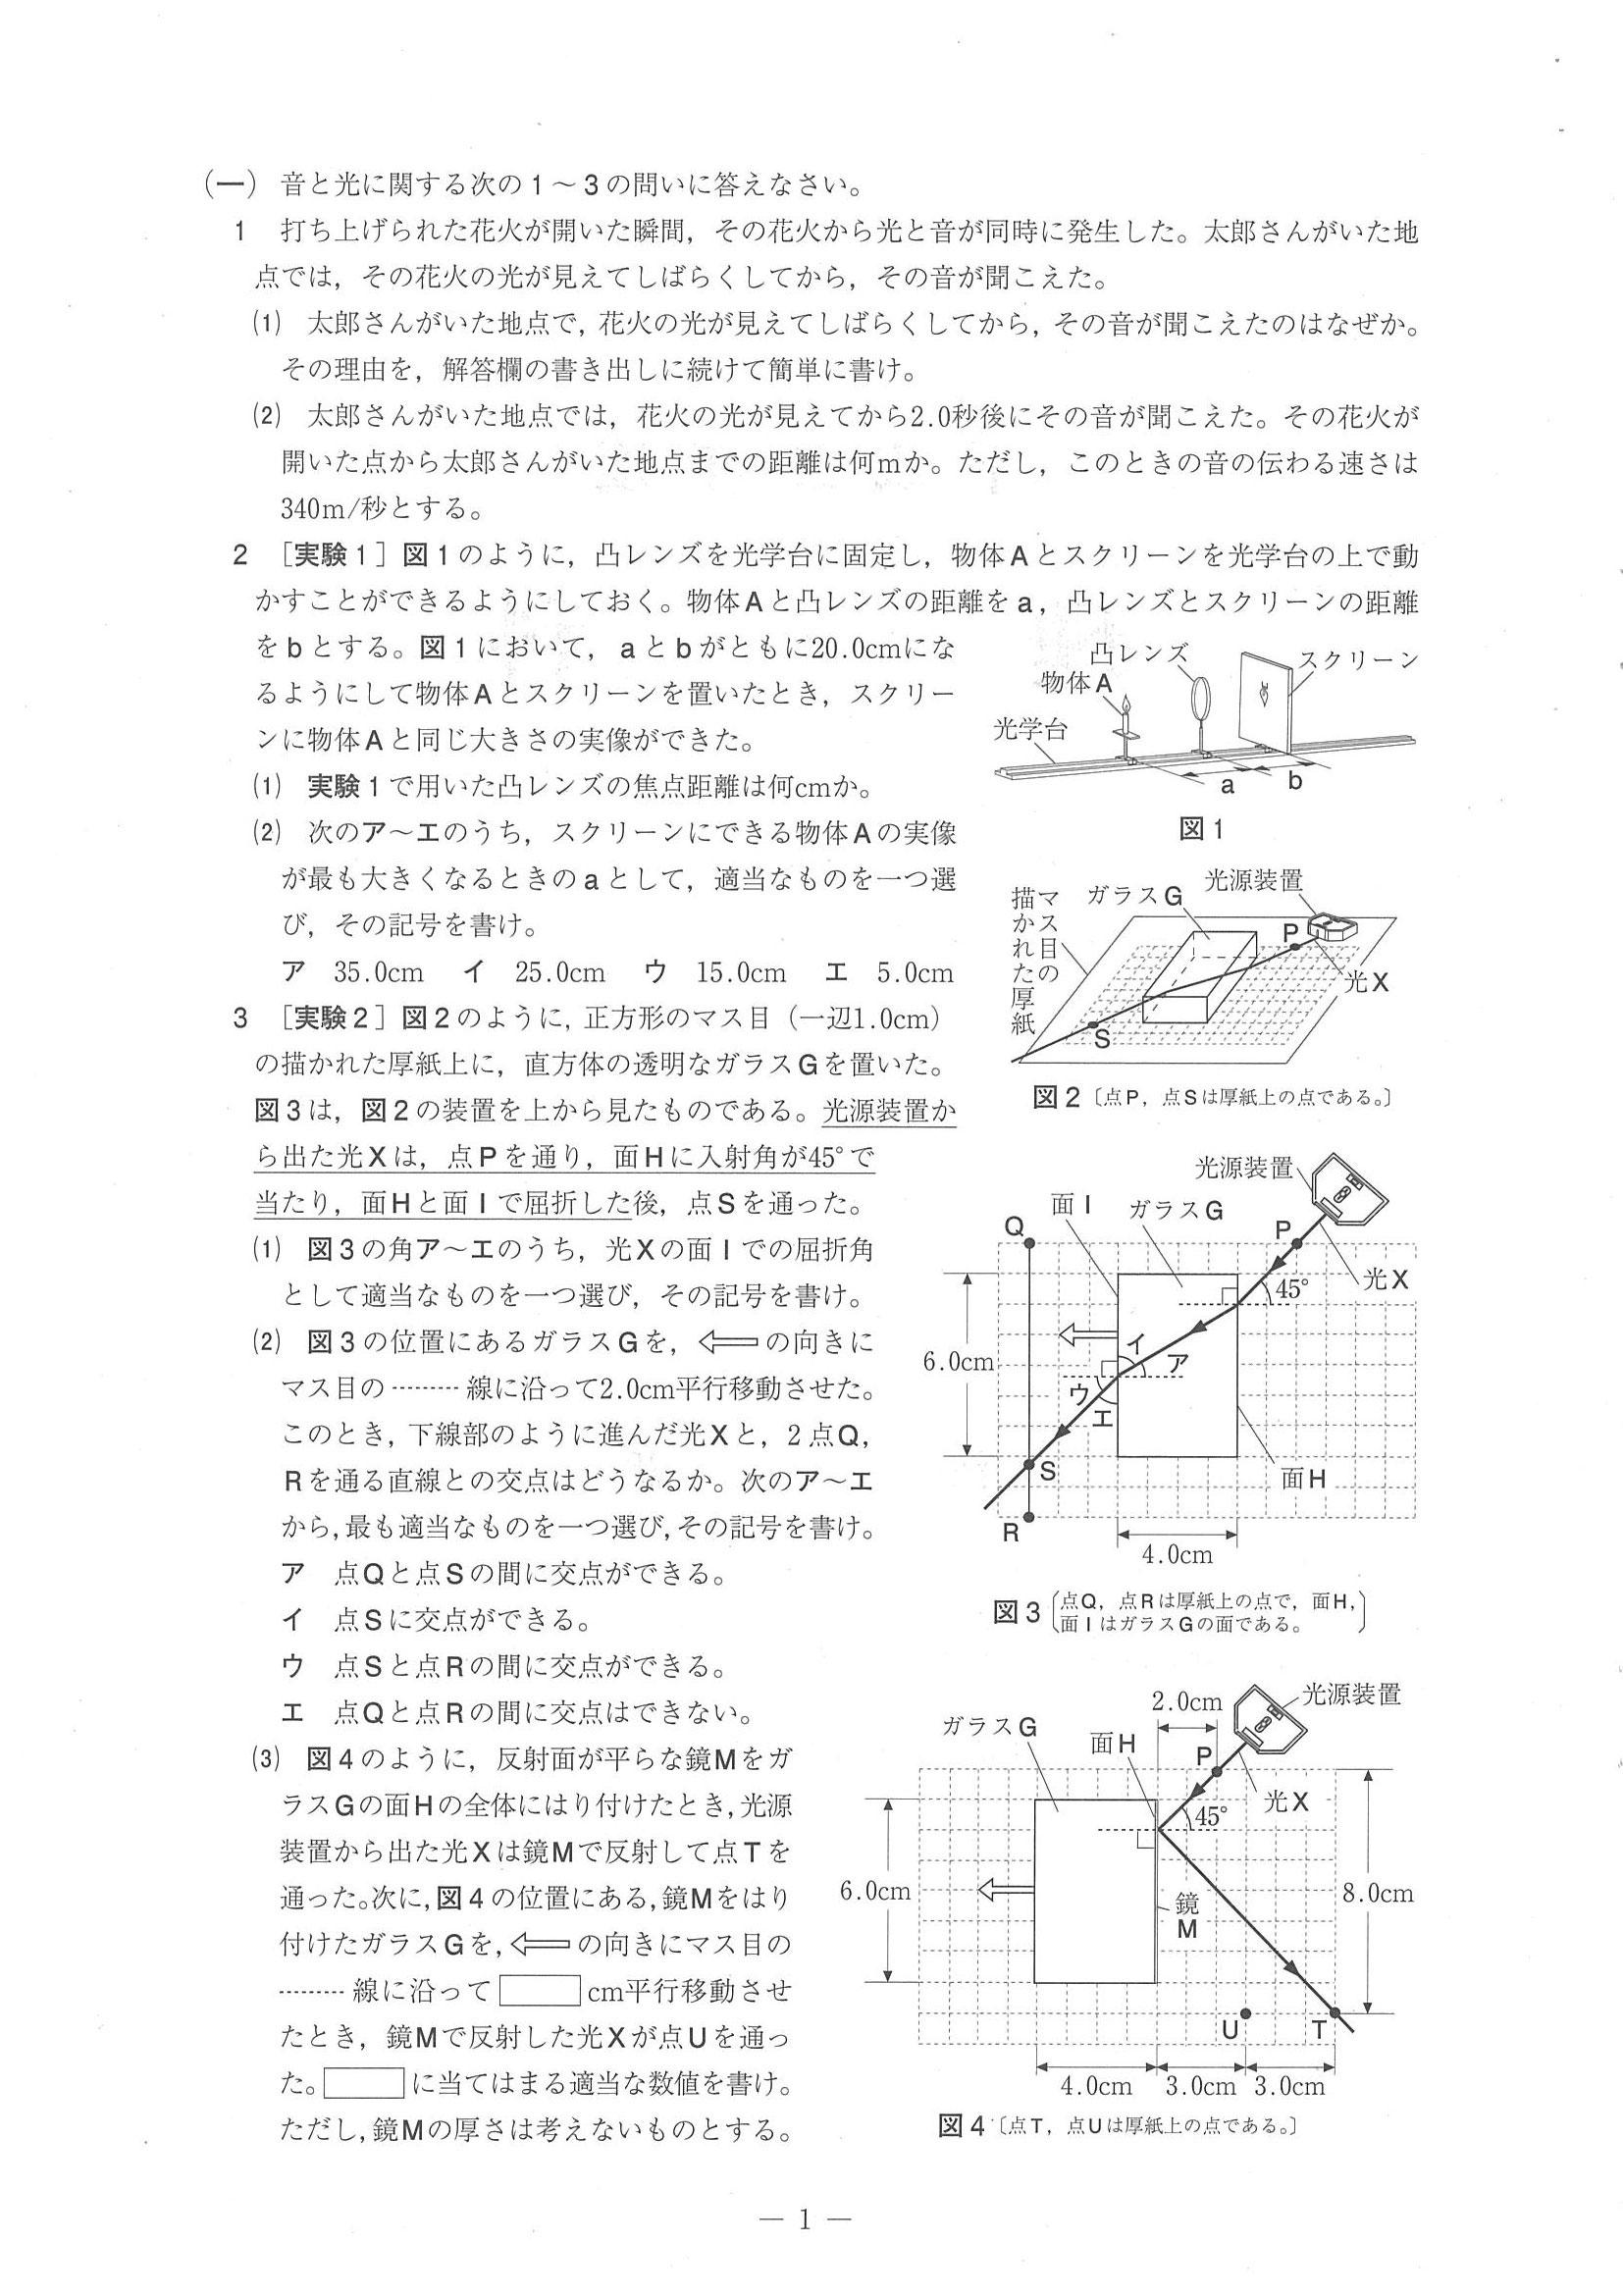 (一) 音と光に関する次の1～3の問いに答えなさい。
1 打ち上げられた花火が開いた瞬間，その花火から光と音が同時に発生した。太郎さんがいた地
点では，その花火の光が見えてしばらくしてから，その音が聞こえた。
(1) 太郎さんがいた地点で，花火の光が見えてしばらくしてから，その音が聞こえたのはなぜか。
その理由を，解答欄の書き出しに続けて簡単に書け。
(2) 太郎さんがいた地点では，花火の光が見えてから2.0秒後にその音が聞こえた。その花火が
開いた点から太郎さんがいた地点までの距離は何mか。ただし，このときの音の伝わる速さは
340m/秒とする。
2 ［実験1］図1のように，凸レンズを光学台に固定し，物体Aとスクリーンを光学台の上で動
かすことができるようにしておく。物体Aと凸レンズの距離をa，凸レンズとスクリーンの距離
をbとする。図1において，aとbがともに20.0cmにな
るようにして物体Aとスクリーンを置いたとき，スクリー
ンに物体Aと同じ大きさの実像ができた。
(1) 実験1で用いた凸レンズの焦点距離は何cmか。
(2) 次のア～エのうち，スクリーンにできる物体Aの実像
が最も大きくなるときのaとして，適当なものを一つ選
び，その記号を書け。
ア 35.0cm イ 25.0cm ウ 15.0cm エ 5.0cm
凸レンズ
スクリーン
物体A
光学台
a
b
図1
3 ［実験2］図2のように，正方形のマス目（一辺1.0cm）
の描かれた厚紙上に，直方体の透明なガラスGを置いた。
図3は，図2の装置を上から見たものである。光源装置か
ら出た光Xは，点Pを通り，面Hに入射角が45°で
当たり，面Hと面Iで屈折した後，点Sを通った。
(1) 図3の角ア～エのうち，光Xの面Iでの屈折角
として適当なものを一つ選び，その記号を書け。
(2) 図3の位置にあるガラスGを，⇐の向きに
マス目の‥‥‥線に沿って2.0cm平行移動させた。
このとき，下線部のように進んだ光Xと，2点Q，
Rを通る直線との交点はどうなるか。次のア～エ
から，最も適当なものを一つ選び，その記号を書け。
ア 点Qと点Sの間に交点ができる。
イ 点Sに交点ができる。
ウ 点Sと点Rの間に交点ができる。
エ 点Qと点Rの間に交点はできない。
(3) 図4のように，反射面が平らな鏡Mをガ
ラスGの面Hの全体にはり付けたとき，光源
装置から出た光Xは鏡Mで反射して点Tを
通った。次に，図4の位置にある，鏡Mをはり
付けたガラスGを，⇐の向きにマス目の
‥‥‥線に沿って□cm平行移動させ
たとき，鏡Mで反射した光Xが点Uを通っ
た。□に当てはまる適当な数値を書け。
ただし，鏡Mの厚さは考えないものとする。
マス目の
描かれた厚紙
ガラスG
光源装置
P
光X
S
図2〔点P，点Sは厚紙上の点である。〕
光源装置
面I
ガラスG
Q
P
光X
45°
イ
ア
6.0cm
ウ
エ
S
面H
R
4.0cm
図3〔点Q，点Rは厚紙上の点で，面H，
面IはガラスGの面である。〕
2.0cm
光源装置
ガラスG
面H
P
光X
45°
6.0cm
8.0cm
鏡
M
U
T
4.0cm 3.0cm 3.0cm
図4〔点T，点Uは厚紙上の点である。〕
― 1 ―